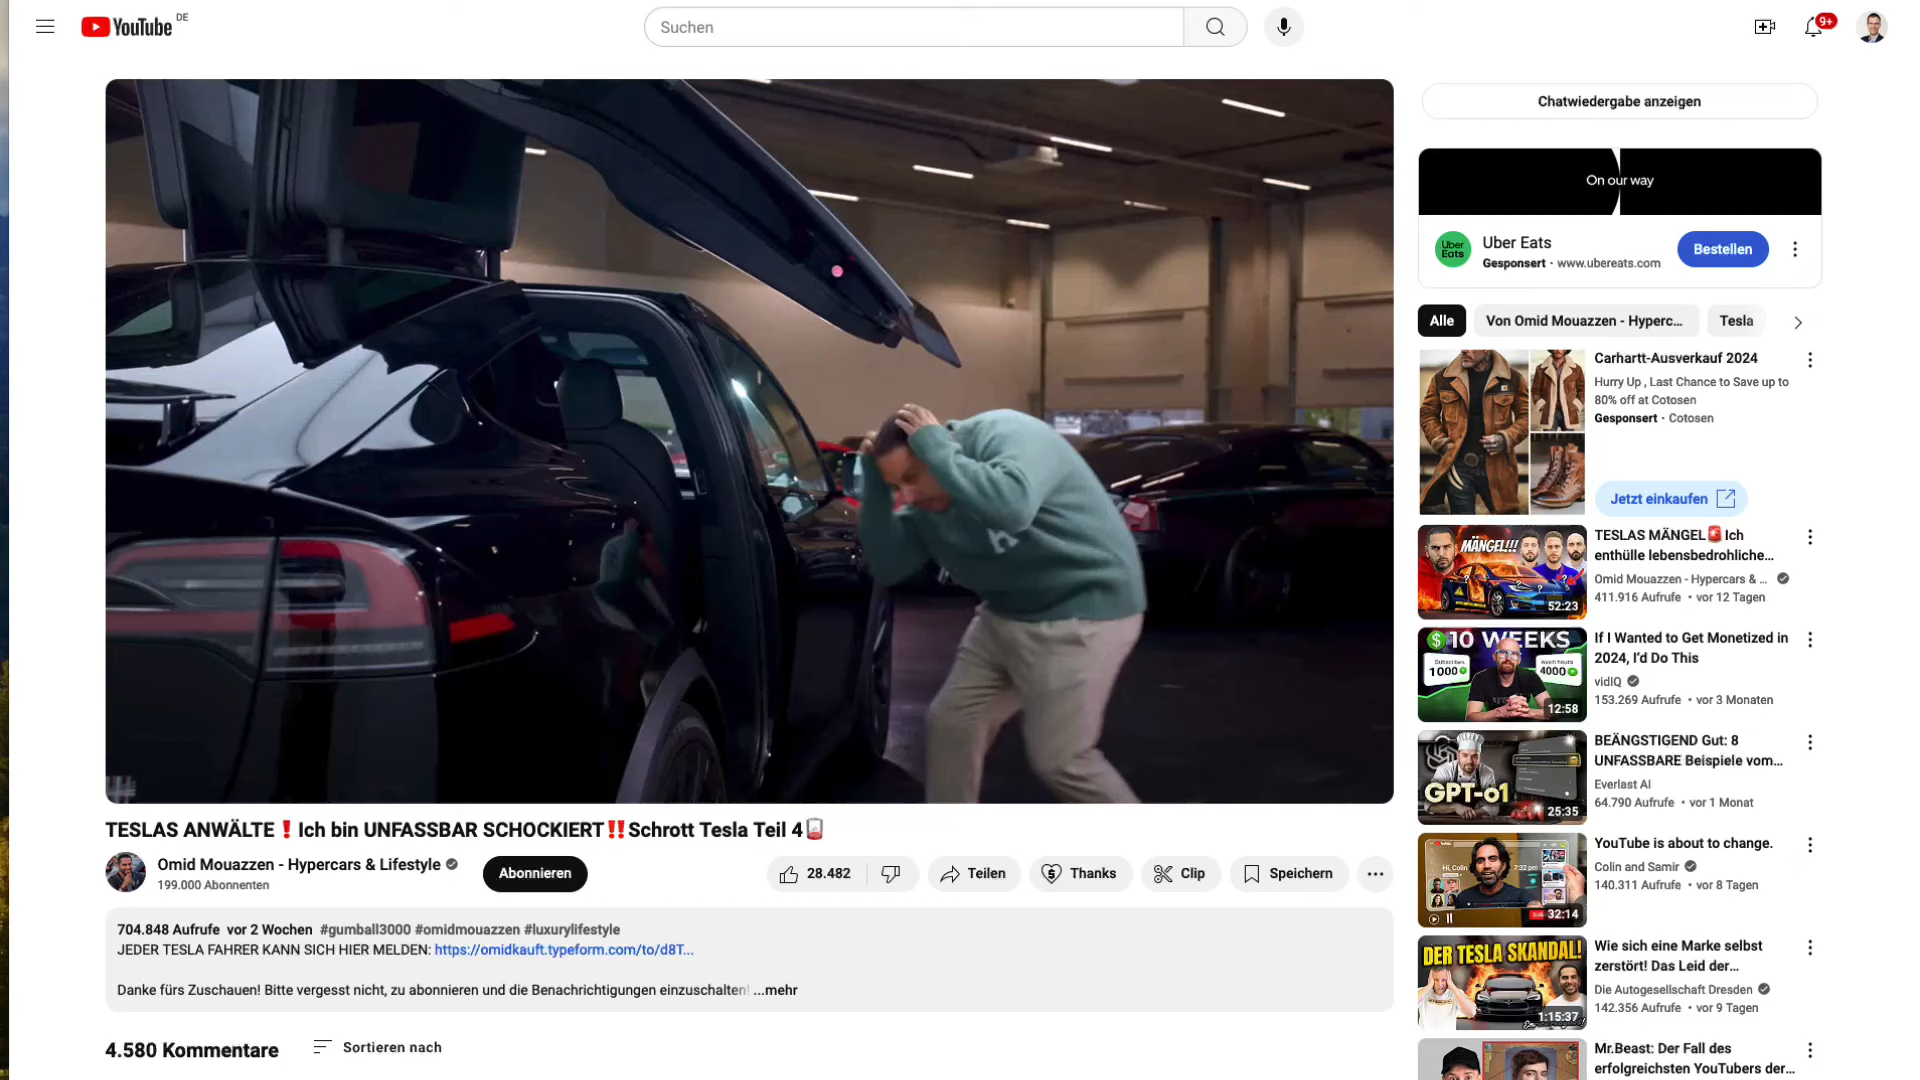 YouTube DE
Suchen
9+
Chatwiedergabe anzeigen
On our way
Uber Eats
Uber Eats
Gesponsert • www.ubereats.com
Bestellen
Alle
Von Omid Mouazzen - Hyperc...
Tesla
Carhartt-Ausverkauf 2024
Hurry Up , Last Chance to Save up to
80% off at Cotosen
Gesponsert • Cotosen
Jetzt einkaufen
MÄNGEL!!!
52:23
TESLAS MÄNGEL🚨Ich
enthülle lebensbedrohliche...
Omid Mouazzen - Hypercars & ...
411.916 Aufrufe • vor 12 Tagen
$10 WEEKS
Subscribers
1000
Watch hours
4000
12:58
If I Wanted to Get Monetized in
2024, I'd Do This
vidIQ
153.269 Aufrufe • vor 3 Monaten
GPT-o1
25:35
BEÄNGSTIGEND Gut: 8
UNFASSBARE Beispiele vom...
Everlast AI
64.790 Aufrufe • vor 1 Monat
Hi, Colin
7:32 pm
32:14
YouTube is about to change.
Colin and Samir
140.311 Aufrufe • vor 8 Tagen
DER TESLA SKANDAL!
1:15:37
Wie sich eine Marke selbst
zerstört! Das Leid der...
Die Autogesellschaft Dresden
142.356 Aufrufe • vor 9 Tagen
Mr.Beast: Der Fall des
erfolgreichsten YouTubers der...
h
TESLAS ANWÄLTE❗Ich bin UNFASSBAR SCHOCKIERT‼️Schrott Tesla Teil 4🥫
Omid Mouazzen - Hypercars & Lifestyle
199.000 Abonnenten
Abonnieren
28.482
Teilen
Thanks
Clip
Speichern
704.848 Aufrufe vor 2 Wochen #gumball3000 #omidmouazzen #luxurylifestyle
JEDER TESLA FAHRER KANN SICH HIER MELDEN: https://omidkauft.typeform.com/to/d8T...
Danke fürs Zuschauen! Bitte vergesst nicht, zu abonnieren und die Benachrichtigungen einzuschalten! ...mehr
4.580 Kommentare
Sortieren nach